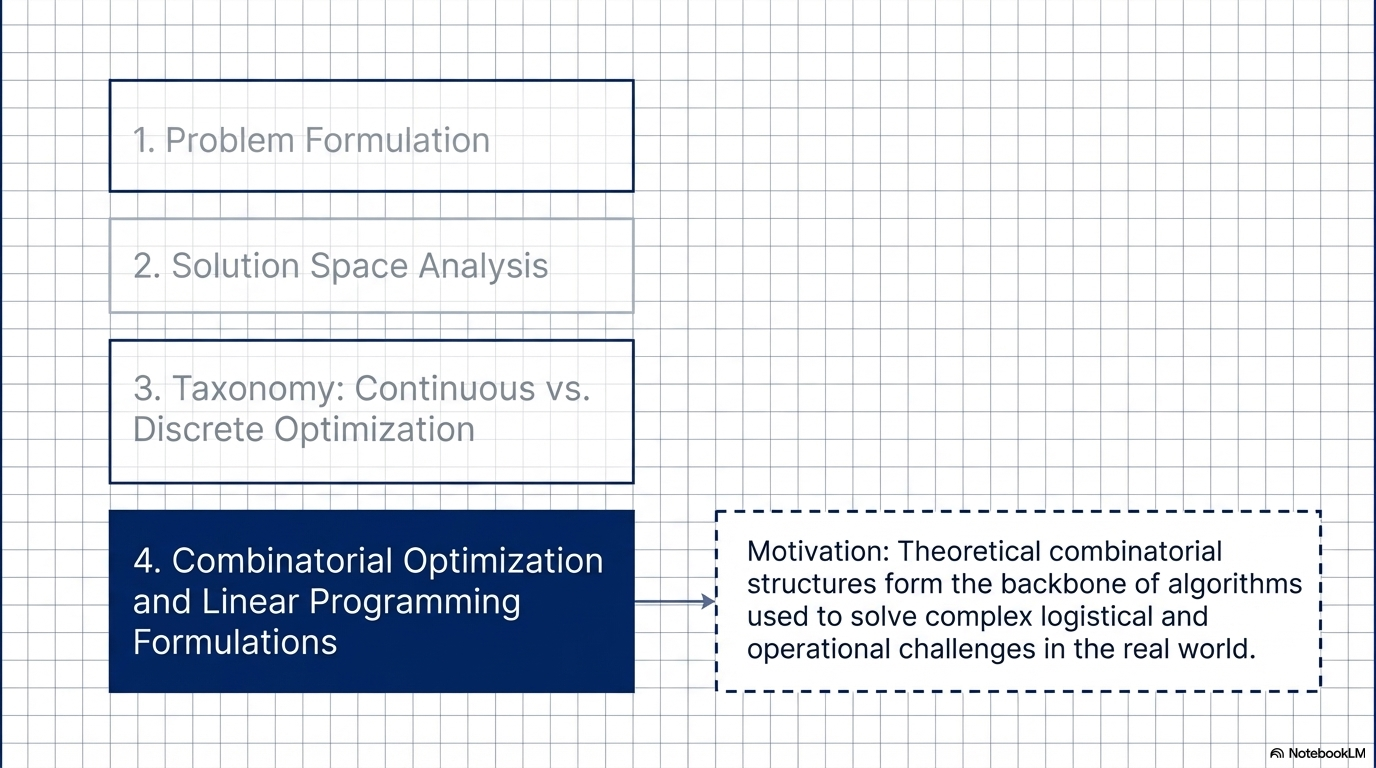 1. Problem Formulation
2. Solution Space Analysis
3. Taxonomy: Continuous vs.
Discrete Optimization
4. Combinatorial Optimization
and Linear Programming
Formulations
Motivation: Theoretical combinatorial
structures form the backbone of algorithms
used to solve complex logistical and
operational challenges in the real world.
NotebookLM